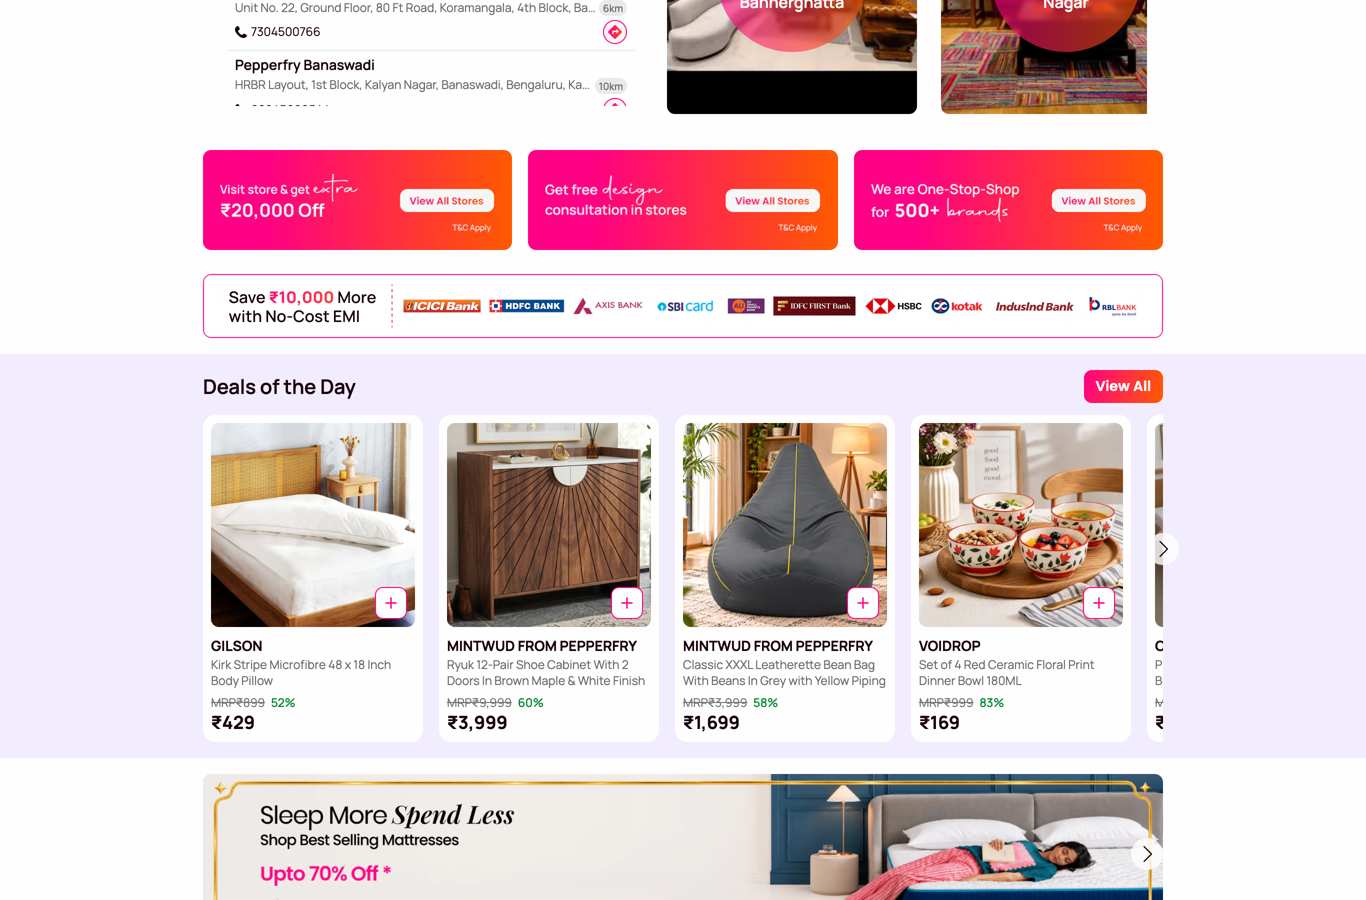 Unit No. 22, Ground Floor, 80 Ft Road, Koramangala, 4th Block, Ba... 6km
7304500766
Pepperfry Banaswadi
HRBR Layout, 1st Block, Kalyan Nagar, Banaswadi, Bengaluru, Ka... 10km
Bannerghatta
Nagar
Visit store & get extra
₹20,000 Off
View All Stores
T&C Apply
Get free design
consultation in stores
View All Stores
T&C Apply
We are One-Stop-Shop
for 500+ brands
View All Stores
T&C Apply
Save ₹10,000 More
with No-Cost EMI
ICICI Bank
HDFC BANK
AXIS BANK
SBI card
AU
IDFC FIRST Bank
HSBC
kotak
IndusInd Bank
RBLBANK
Deals of the Day
View All
good
food
good
mood.
GILSON
Kirk Stripe Microfibre 48 x 18 Inch
Body Pillow
MRP₹899 52%
₹429
MINTWUD FROM PEPPERFRY
Ryuk 12-Pair Shoe Cabinet With 2
Doors In Brown Maple & White Finish
MRP₹9,999 60%
₹3,999
MINTWUD FROM PEPPERFRY
Classic XXXL Leatherette Bean Bag
With Beans In Grey with Yellow Piping
MRP₹3,999 58%
₹1,699
VOIDROP
Set of 4 Red Ceramic Floral Print
Dinner Bowl 180ML
MRP₹999 83%
₹169
Sleep More Spend Less
Shop Best Selling Mattresses
Upto 70% Off *